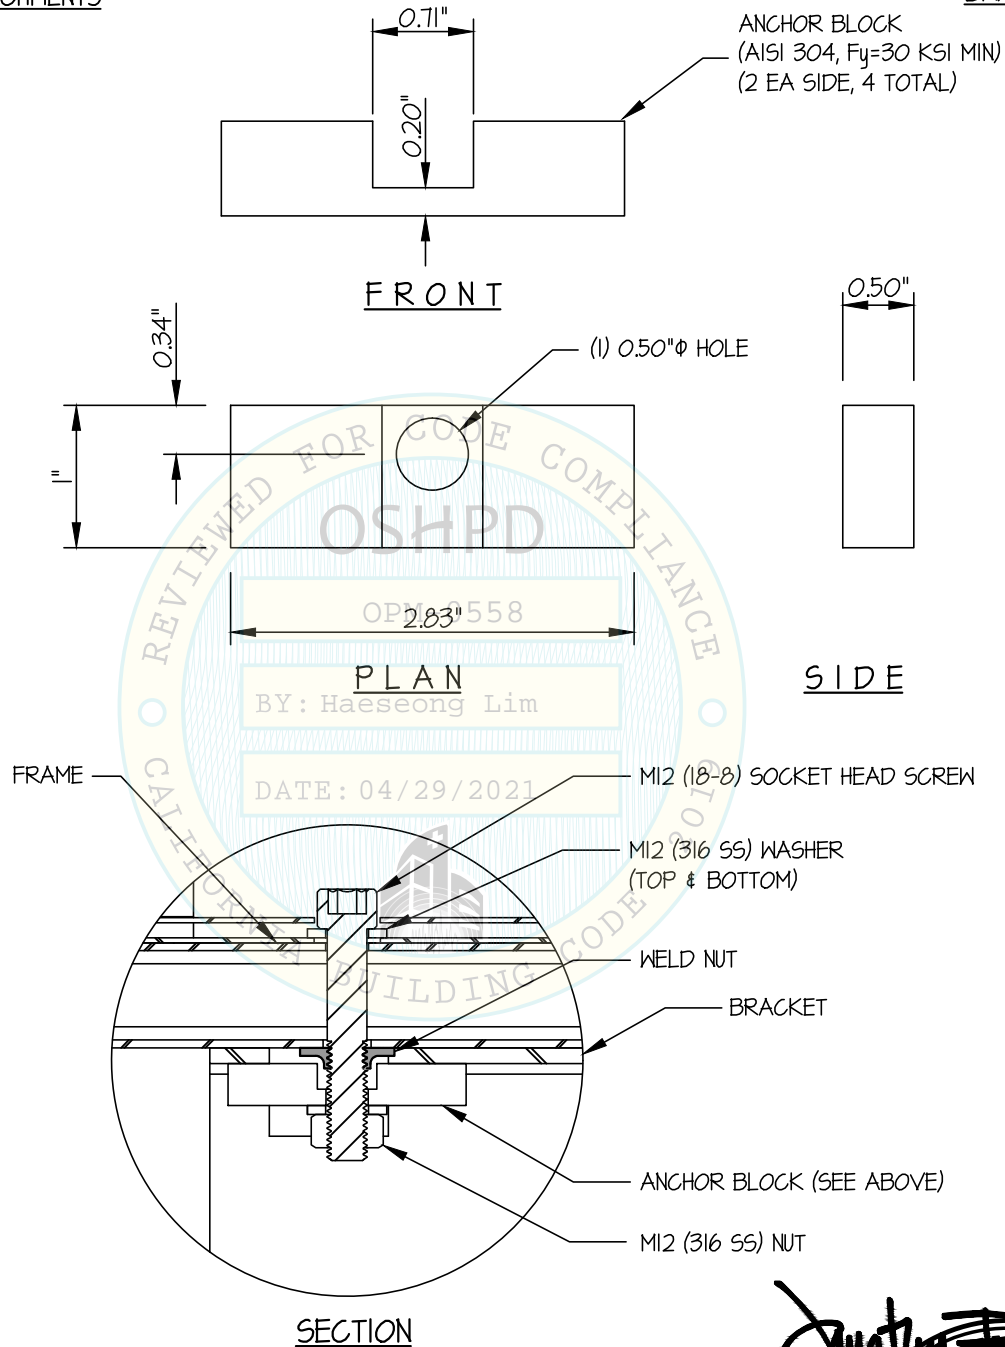 0.71"
ANCHOR BLOCK
(AISI 304, Fy=30 KSI MIN)
(2 EA SIDE, 4 TOTAL)
0.20"
FRONT
0.50"
0.34"
(1) 0.50"Φ HOLE
1"
REVIEWED FOR CODE COMPLIANCE
OSHPD
2.83"
PLAN
SIDE
BY: Haeseong Lim
DATE: 04/29/2021
CALIFORNIA BUILDING CODE 2019
FRAME
M12 (18-8) SOCKET HEAD SCREW
M12 (316 SS) WASHER
(TOP & BOTTOM)
WELD NUT
BRACKET
ANCHOR BLOCK (SEE ABOVE)
M12 (316 SS) NUT
SECTION